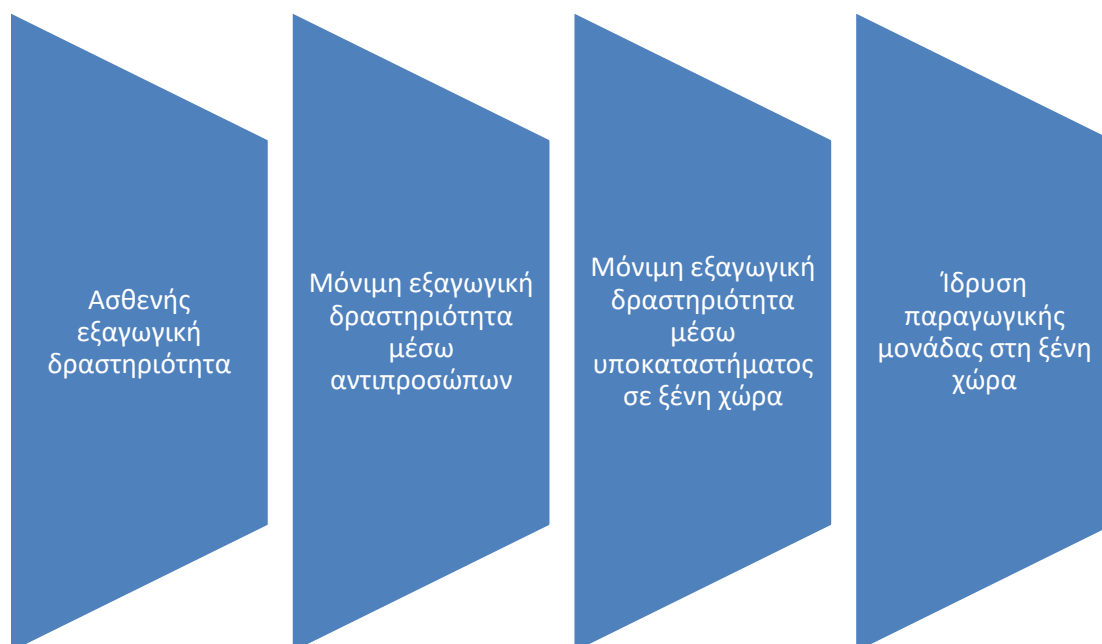 Ασθενής
εξαγωγική
δραστηριότητα
Μόνιμη εξαγωγική
δραστηριότητα
μέσω
αντιπροσώπων
Μόνιμη εξαγωγική
δραστηριότητα
μέσω
υποκαταστήματος
σε ξένη χώρα
Ίδρυση
παραγωγικής
μονάδας στη ξένη
χώρα